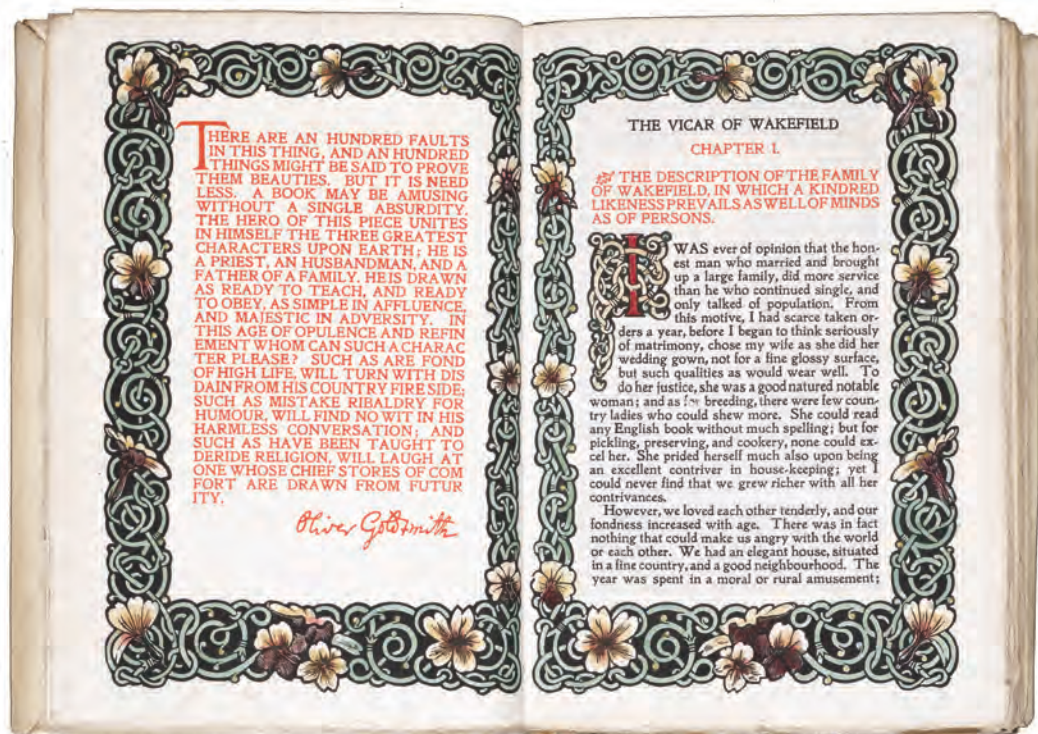 THERE ARE AN HUNDRED FAULTS
IN THIS THING, AND AN HUNDRED
THINGS MIGHT BE SAID TO PROVE
THEM BEAUTIES. BUT IT IS NEED
LESS. A BOOK MAY BE AMUSING
WITHOUT A SINGLE ABSURDITY.
THE HERO OF THIS PIECE UNITES
IN HIMSELF THE THREE GREATEST
CHARACTERS UPON EARTH; HE IS
A PRIEST, AN HUSBANDMAN, AND A
FATHER OF A FAMILY. HE IS DRAWN
AS READY TO TEACH, AND READY
TO OBEY, AS SIMPLE IN AFFLUENCE,
AND MAJESTIC IN ADVERSITY. IN
THIS AGE OF OPULENCE AND REFIN
EMENT WHOM CAN SUCH A CHARAC
TER PLEASE? SUCH AS ARE FOND
OF HIGH LIFE, WILL TURN WITH DIS
DAIN FROM HIS COUNTRY FIRE SIDE;
SUCH AS MISTAKE RIBALDRY FOR
HUMOUR, WILL FIND NO WIT IN HIS
HARMLESS CONVERSATION; AND
SUCH AS HAVE BEEN TAUGHT TO
DERIDE RELIGION, WILL LAUGH AT
ONE WHOSE CHIEF STORES OF COM
FORT ARE DRAWN FROM FUTUR
ITY.
Oliver Goldsmith
THE VICAR OF WAKEFIELD
CHAPTER I.
THE DESCRIPTION OF THE FAMILY
OF WAKEFIELD, IN WHICH A KINDRED
LIKENESS PREVAILS AS WELL OF MINDS
AS OF PERSONS.
I WAS ever of opinion that the hon-
est man who married and brought
up a large family, did more service
than he who continued single, and
only talked of population. From
this motive, I had scarce taken or-
ders a year, before I began to think seriously
of matrimony, chose my wife as she did her
wedding gown, not for a fine glossy surface,
but such qualities as would wear well. To
do her justice, she was a good natured notable
woman; and as for breeding, there were few coun-
try ladies who could shew more. She could read
any English book without much spelling; but for
pickling, preserving, and cookery, none could ex-
cel her. She prided herself much also upon being
an excellent contriver in house-keeping; yet I
could never find that we grew richer with all her
contrivances.
However, we loved each other tenderly, and our
fondness increased with age. There was in fact
nothing that could make us angry with the world
or each other. We had an elegant house, situated
in a fine country, and a good neighbourhood. The
year was spent in a moral or rural amusement;